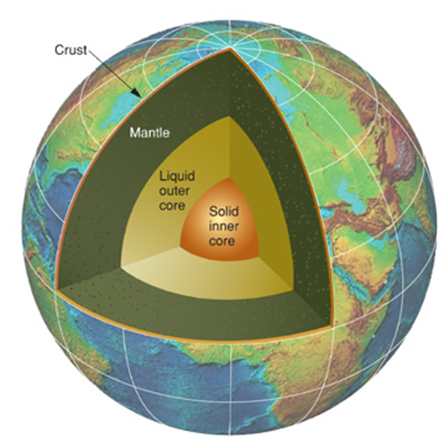 Crust
Mantle
Liquid
outer
core
Solid
inner
core